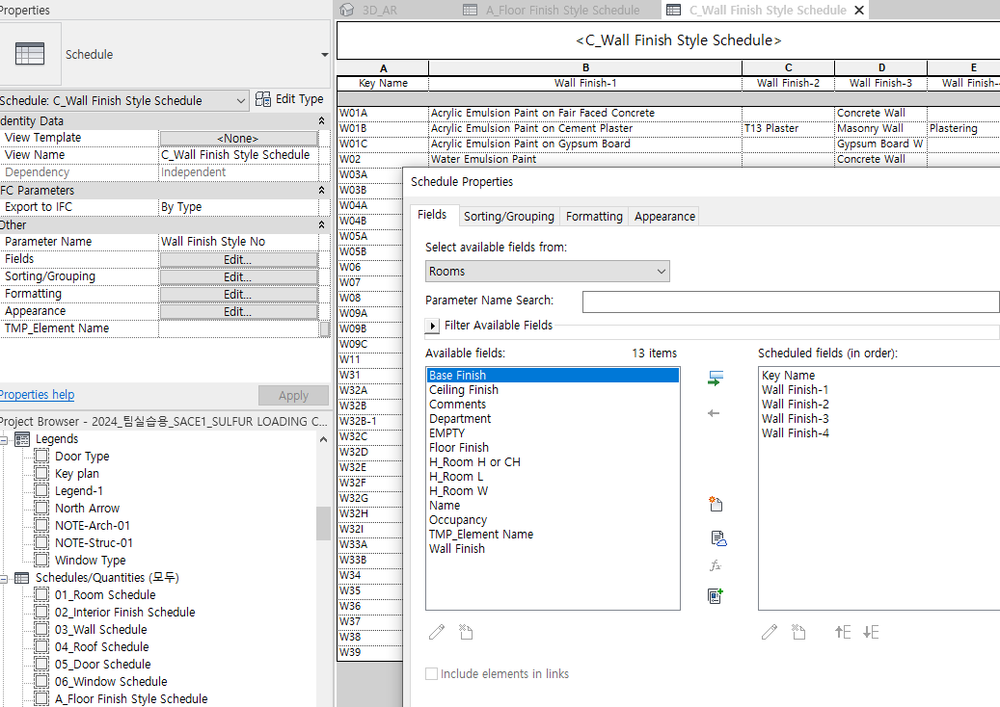 Properties
Schedule
Schedule: C_Wall Finish Style Schedule
Edit Type
Identity Data
View Template
<None>
View Name
C_Wall Finish Style Schedule
Dependency
Independent
IFC Parameters
Export to IFC
By Type
Other
Parameter Name
Wall Finish Style No
Fields
Edit...
Sorting/Grouping
Edit...
Formatting
Edit...
Appearance
Edit...
TMP_Element Name
Properties help
Apply
Project Browser - 2024_팀실습용_SACE1_SULFUR LOADING C...
Legends
Door Type
Key plan
Legend-1
North Arrow
NOTE-Arch-01
NOTE-Struc-01
Window Type
Schedules/Quantities (모두)
01_Room Schedule
02_Interior Finish Schedule
03_Wall Schedule
04_Roof Schedule
05_Door Schedule
06_Window Schedule
A_Floor Finish Style Schedule
3D_AR
A_Floor Finish Style Schedule
C_Wall Finish Style Schedule
<C_Wall Finish Style Schedule>
A B C D E
Key Name Wall Finish-1 Wall Finish-2 Wall Finish-3 Wall Finish-
W01A Acrylic Emulsion Paint on Fair Faced Concrete Concrete Wall
W01B Acrylic Emulsion Paint on Cement Plaster T13 Plaster Masonry Wall Plastering
W01C Acrylic Emulsion Paint on Gypsum Board Gypsum Board W
W02 Water Emulsion Paint Concrete Wall
W03A
W03B
W04A
W04B
W05A
W05B
W06
W07
W08
W09A
W09B
W09C
W11
W31
W32A
W32B
W32B-1
W32C
W32D
W32E
W32F
W32G
W32H
W32I
W33A
W33B
W34
W35
W36
W37
W38
W39
Schedule Properties
Fields
Sorting/Grouping
Formatting
Appearance
Select available fields from:
Rooms
Parameter Name Search:
Filter Available Fields
Available fields:
13 items
Base Finish
Ceiling Finish
Comments
Department
EMPTY
Floor Finish
H_Room H or CH
H_Room L
H_Room W
Name
Occupancy
TMP_Element Name
Wall Finish
Scheduled fields (in order):
Key Name
Wall Finish-1
Wall Finish-2
Wall Finish-3
Wall Finish-4
Include elements in links